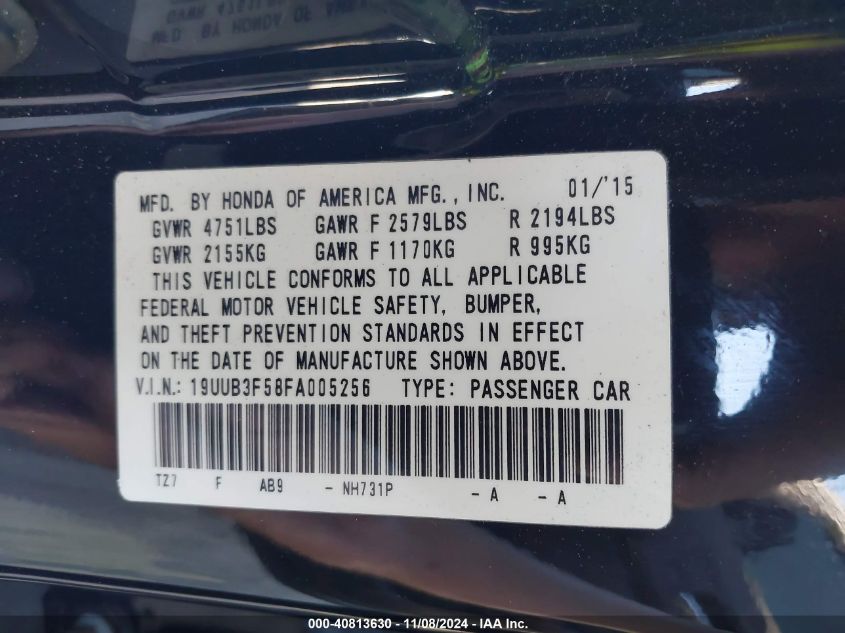 MFD. BY HONDA OF AMERICA MFG., INC. 01/'15
GVWR 4751LBS GAWR F 2579LBS R 2194LBS
GVWR 2155KG GAWR F 1170KG R 995KG
THIS VEHICLE CONFORMS TO ALL APPLICABLE
FEDERAL MOTOR VEHICLE SAFETY, BUMPER,
AND THEFT PREVENTION STANDARDS IN EFFECT
ON THE DATE OF MANUFACTURE SHOWN ABOVE.
V.I.N.: 19UUB3F58FA005256 TYPE: PASSENGER CAR
TZ7 F AB9 - NH731P - A - A
000-40813630 - 11/08/2024 - IAA Inc.